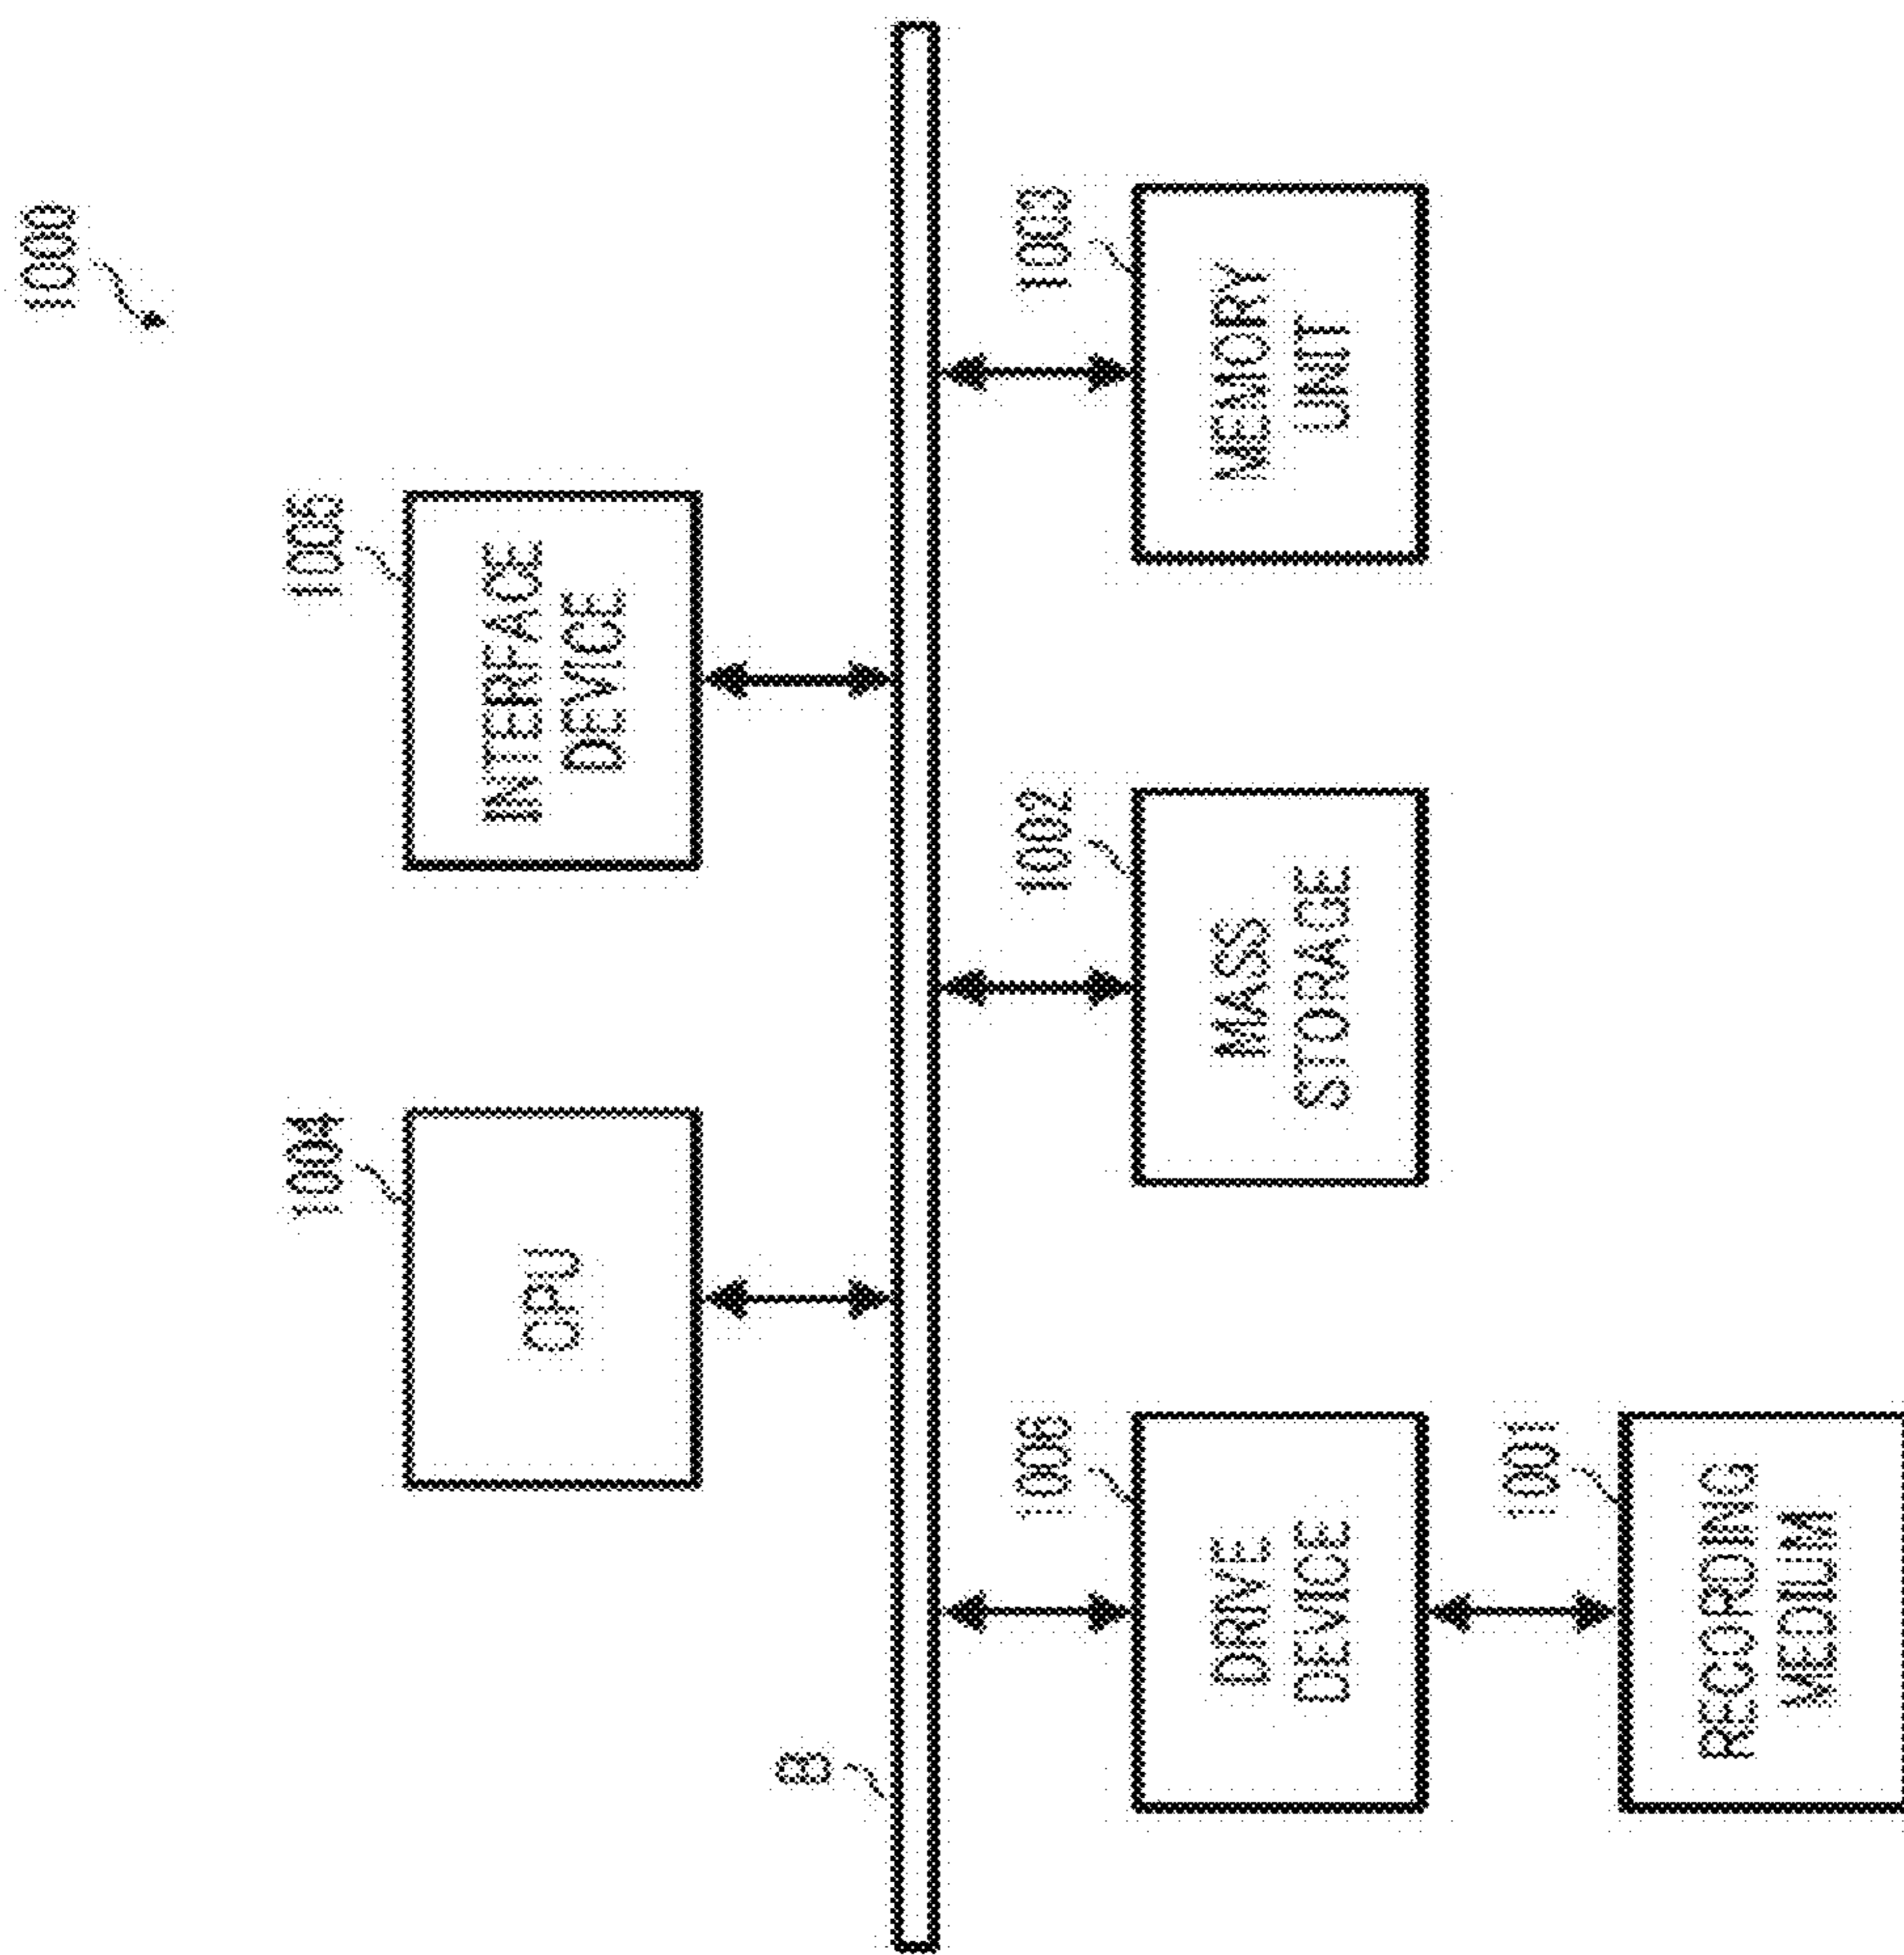 1000
1004
CPU
1005
INTERFACE
DEVICE
B
1006
DRIVE
DEVICE
1002
MASS
STORAGE
1003
MEMORY
UNIT
1001
RECORDING
MEDIUM